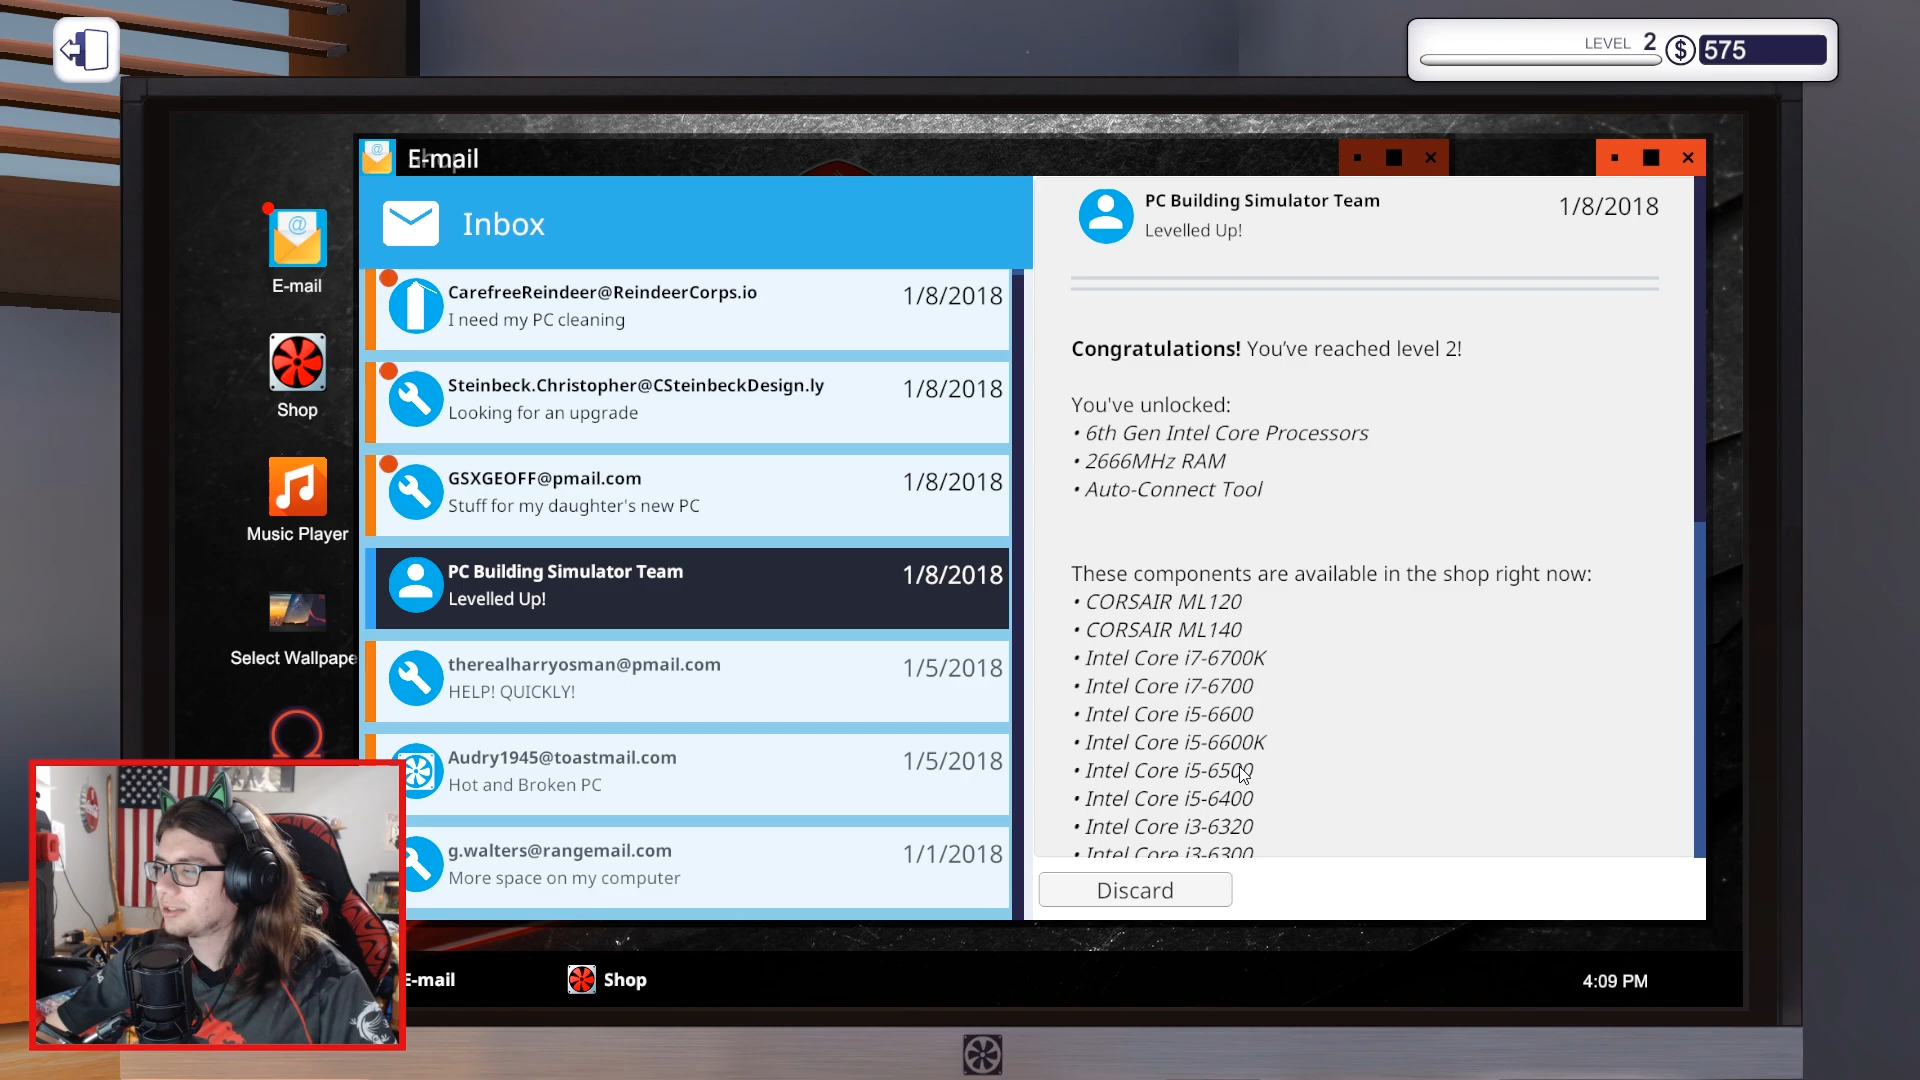 LEVEL 2 $ 575
E-mail
Inbox
CarefreeReindeer@ReindeerCorps.io 1/8/2018
I need my PC cleaning
Steinbeck.Christopher@CSteinbeckDesign.ly 1/8/2018
Looking for an upgrade
GSXGEOFF@pmail.com 1/8/2018
Stuff for my daughter's new PC
PC Building Simulator Team 1/8/2018
Levelled Up!
therealharryosman@pmail.com 1/5/2018
HELP! QUICKLY!
Audry1945@toastmail.com 1/5/2018
Hot and Broken PC
g.walters@rangemail.com 1/1/2018
More space on my computer
E-mail
Shop
Music Player
Select Wallpape
PC Building Simulator Team 1/8/2018
Levelled Up!
Congratulations! You've reached level 2!
You've unlocked:
• 6th Gen Intel Core Processors
• 2666MHz RAM
• Auto-Connect Tool
These components are available in the shop right now:
• CORSAIR ML120
• CORSAIR ML140
• Intel Core i7-6700K
• Intel Core i7-6700
• Intel Core i5-6600
• Intel Core i5-6600K
• Intel Core i5-6500
• Intel Core i5-6400
• Intel Core i3-6320
• Intel Core i3-6300
Discard
E-mail
Shop
4:09 PM